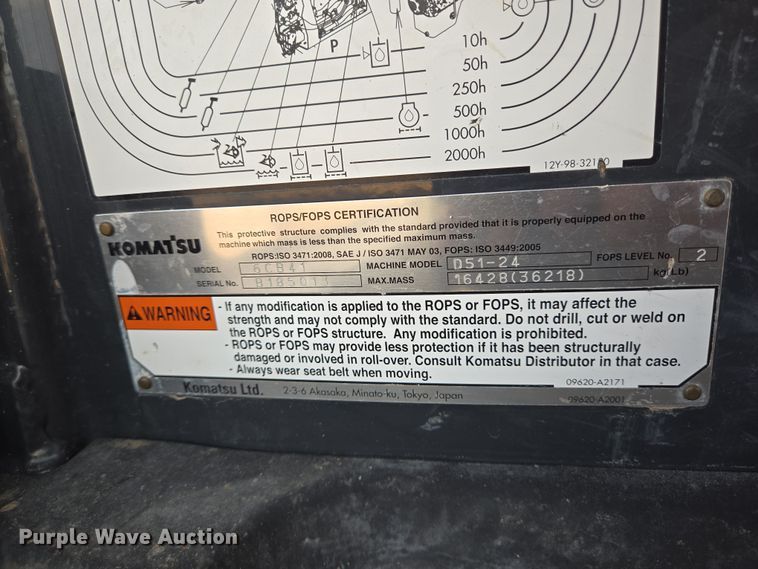 P
10h
50h
250h
500h
1000h
2000h
ROPS/FOPS CERTIFICATION
This protective structure complies with the standard provided that it is properly equipped on the
machine which mass is less than the specified maximum mass.
KOMATSU
ROPS:ISO 3471:2008, SAE J / ISO 3471 MAY 03, FOPS: ISO 3449:2005
MODEL 6CB41 MACHINE MODEL D51-24 FOPS LEVEL No. 2
SERIAL No. MAX.MASS 16428(36218) kg(Lb)
WARNING
- If any modification is applied to the ROPS or FOPS, it may affect the
strength and may not comply with the standard. Do not drill, cut or weld on
the ROPS or FOPS structure. Any modification is prohibited.
- ROPS or FOPS may provide less protection if it has been structurally
damaged or involved in roll-over. Consult Komatsu Distributor in that case.
- Always wear seat belt when moving.
09620-A2171
Komatsu Ltd. 2-3-6 Akasaka, Minato-ku, Tokyo, Japan 09620-A2001
Purple Wave Auction